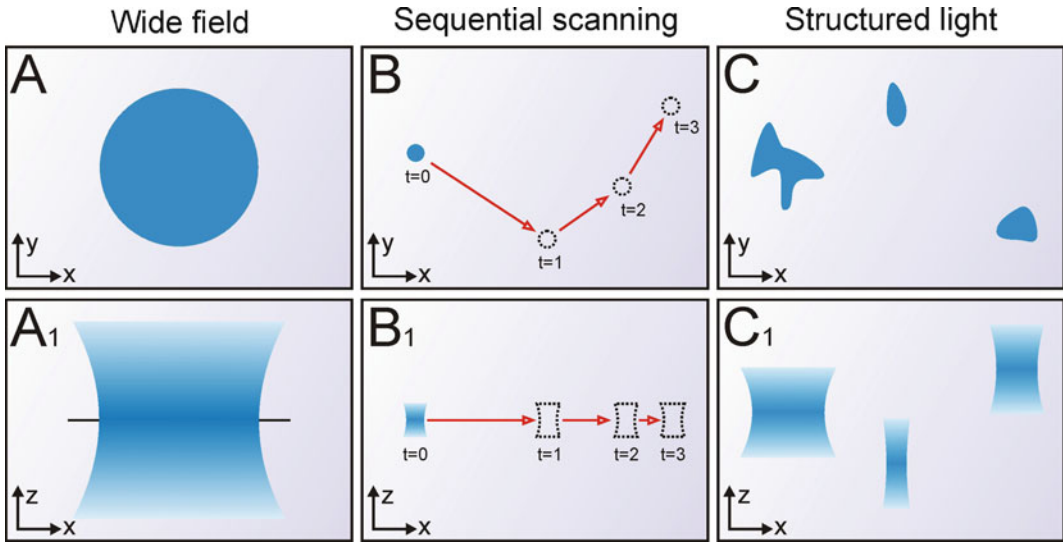 Wide field
Sequential scanning
Structured light
A
y
x
B
t=0
t=1
t=2
t=3
y
x
C
y
x
A1
z
x
B1
t=0
t=1
t=2
t=3
z
x
C1
z
x